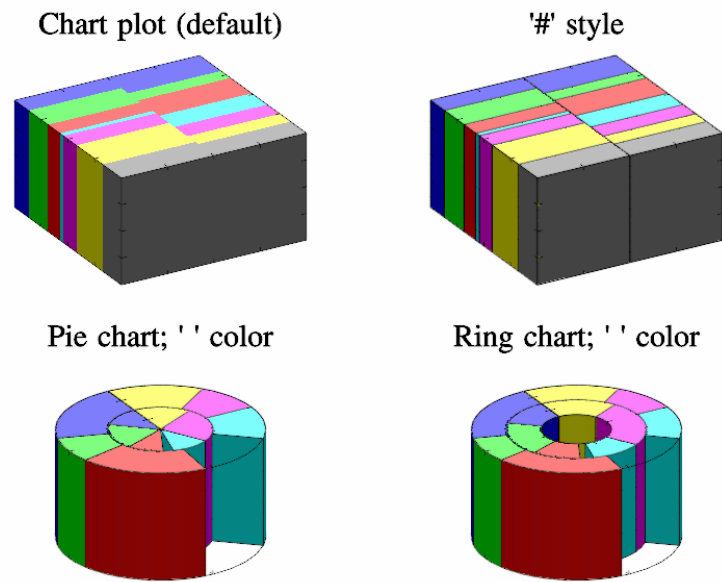 Chart plot (default)
'#' style
Pie chart; ' ' color
Ring chart; ' ' color